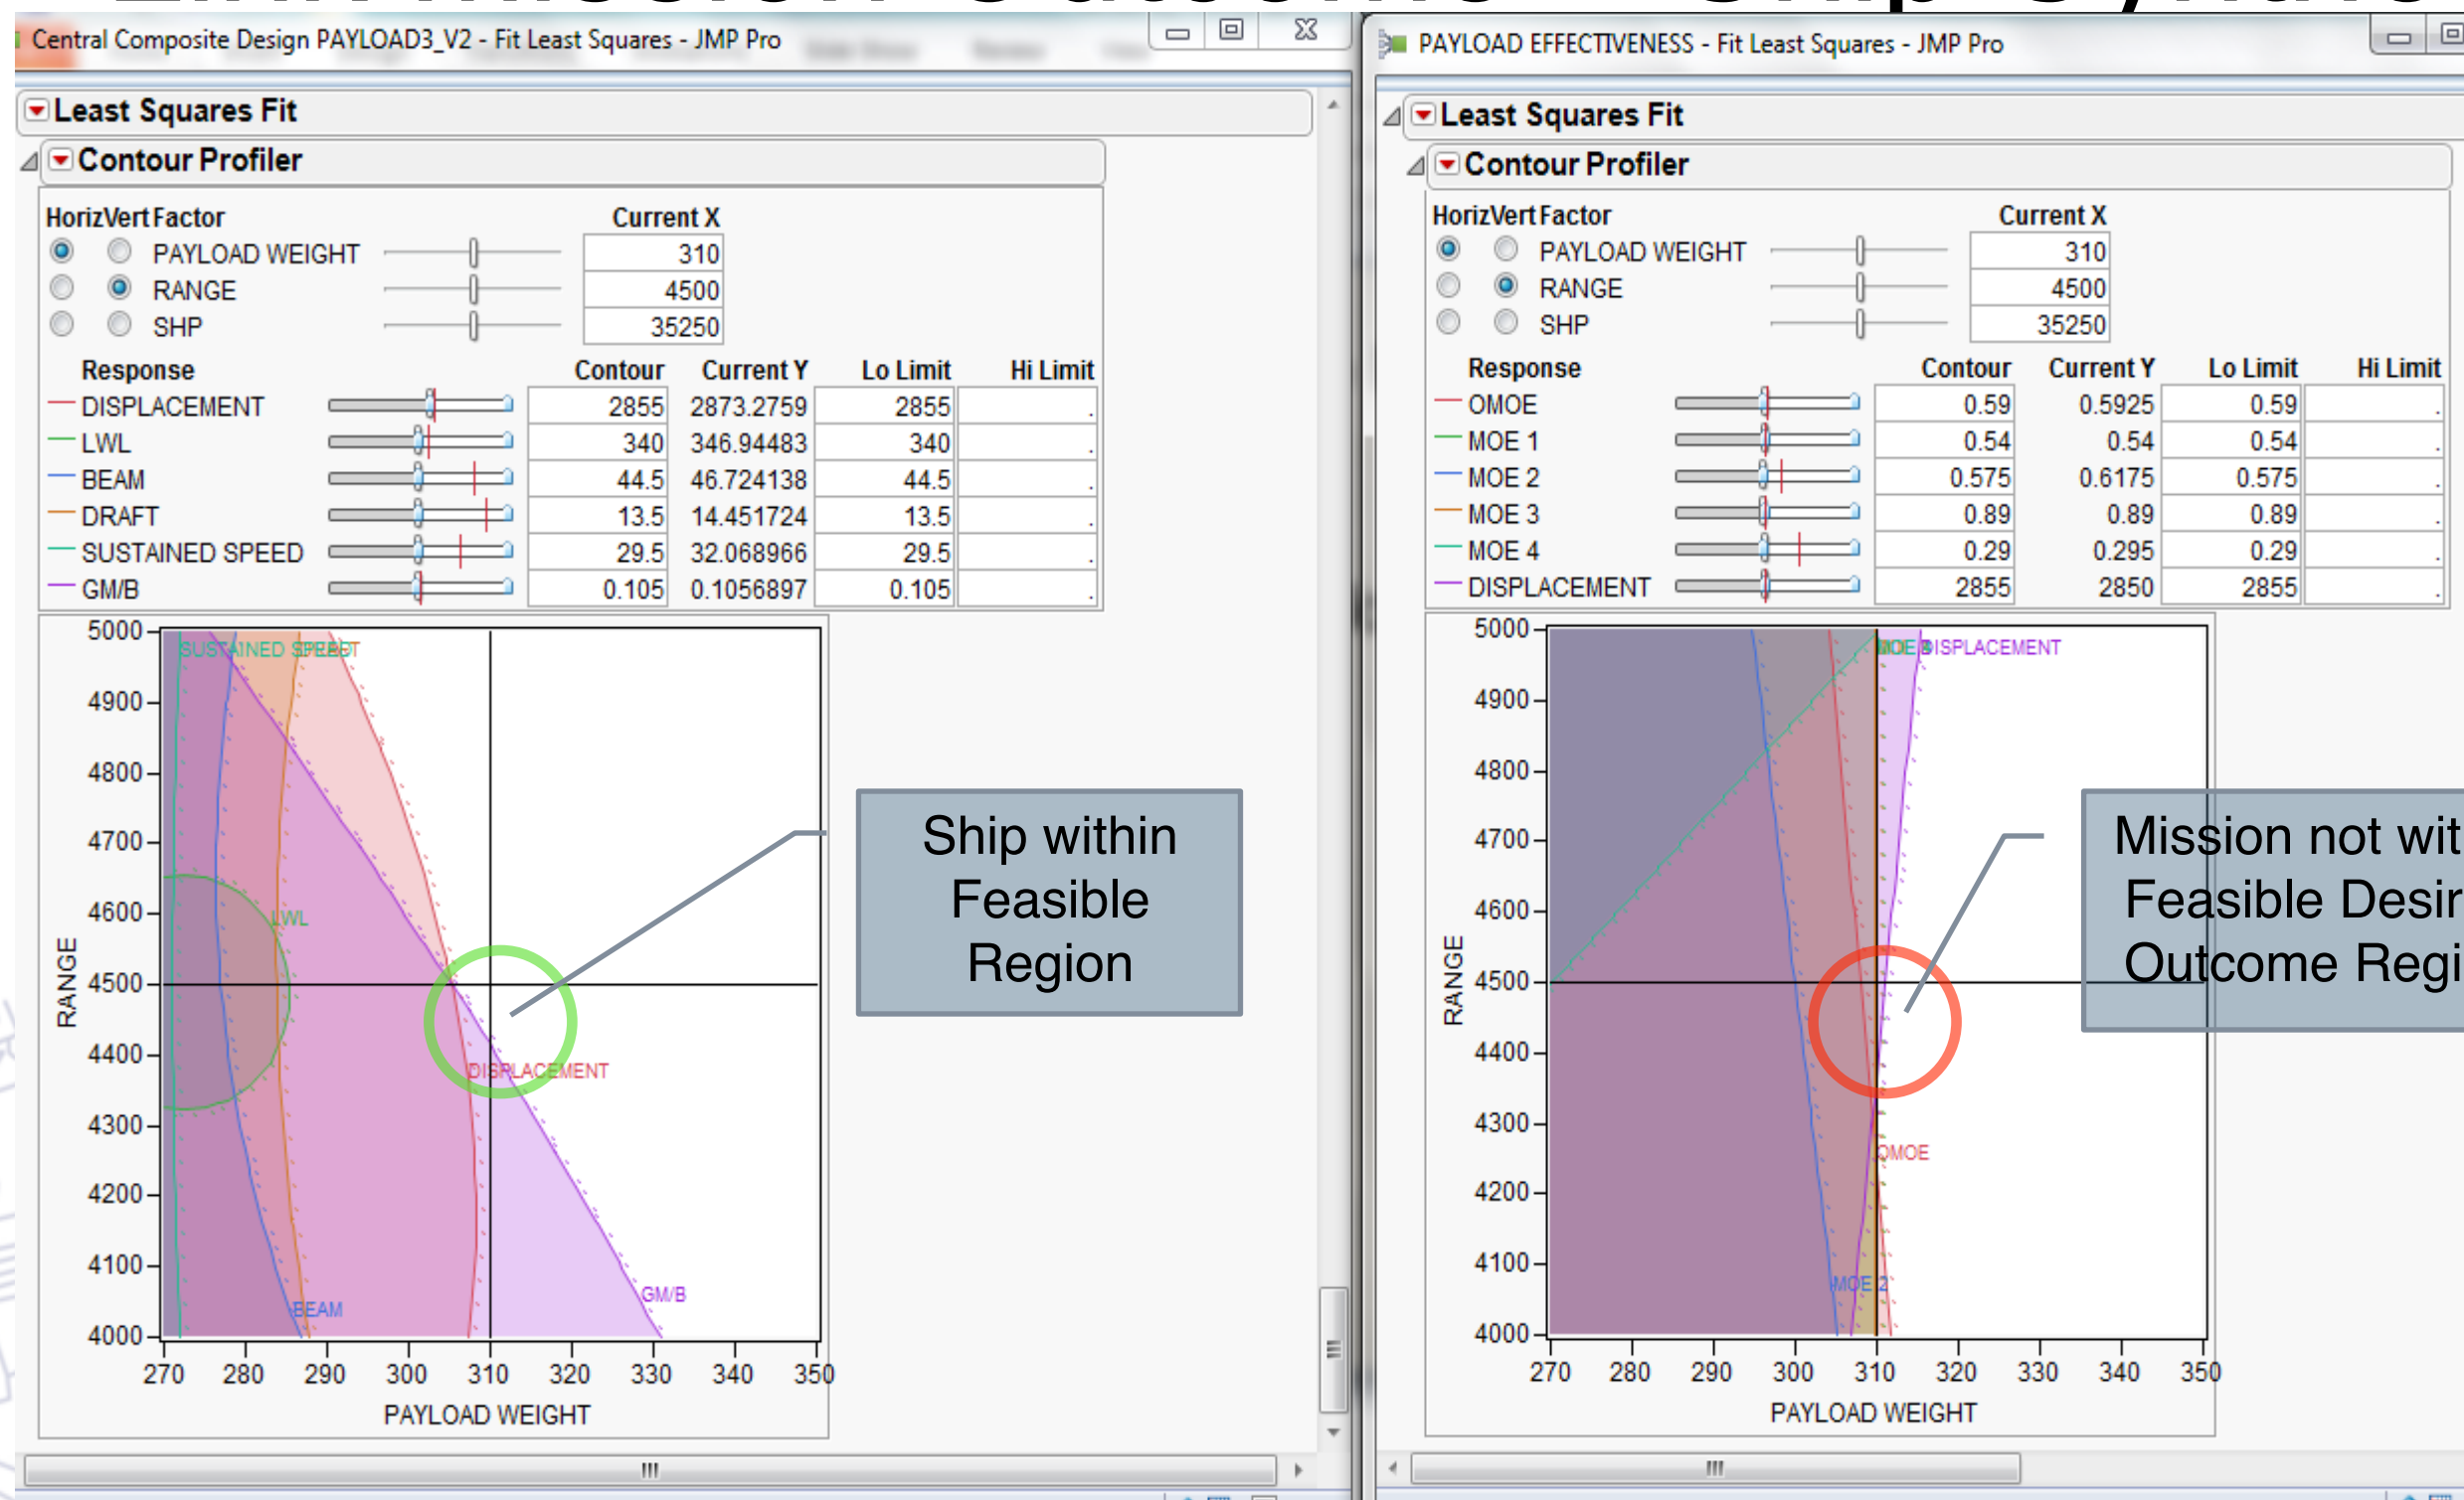 Central Composite Design PAYLOAD3_V2 - Fit Least Squares - JMP Pro
Least Squares Fit
Contour Profiler
Horiz Vert Factor Current X
PAYLOAD WEIGHT 310
RANGE 4500
SHP 35250
Response Contour Current Y Lo Limit Hi Limit
DISPLACEMENT 2855 2873.2759 2855 .
LWL 340 346.94483 340 .
BEAM 44.5 46.724138 44.5 .
DRAFT 13.5 14.451724 13.5 .
SUSTAINED SPEED 29.5 32.068966 29.5 .
GM/B 0.105 0.1056897 0.105 .
5000
SUSTAINED SPEED
4900
4800
4700
4600
LWL
4500
4400
DISPLACEMENT
4300
4200
4100
GM/B
BEAM
4000
RANGE
270 280 290 300 310 320 330 340 350
PAYLOAD WEIGHT
Ship within
Feasible
Region
PAYLOAD EFFECTIVENESS - Fit Least Squares - JMP Pro
Least Squares Fit
Contour Profiler
Horiz Vert Factor Current X
PAYLOAD WEIGHT 310
RANGE 4500
SHP 35250
Response Contour Current Y Lo Limit Hi Limit
OMOE 0.59 0.5925 0.59 .
MOE 1 0.54 0.54 0.54 .
MOE 2 0.575 0.6175 0.575 .
MOE 3 0.89 0.89 0.89 .
MOE 4 0.29 0.295 0.29 .
DISPLACEMENT 2855 2850 2855 .
5000
DISPLACEMENT
4900
4800
4700
4600
4500
4400
4300
OMOE
4200
4100
MOE 2
4000
RANGE
270 280 290 300 310 320 330 340 350
PAYLOAD WEIGHT
Mission not wit
Feasible Desir
Outcome Regi